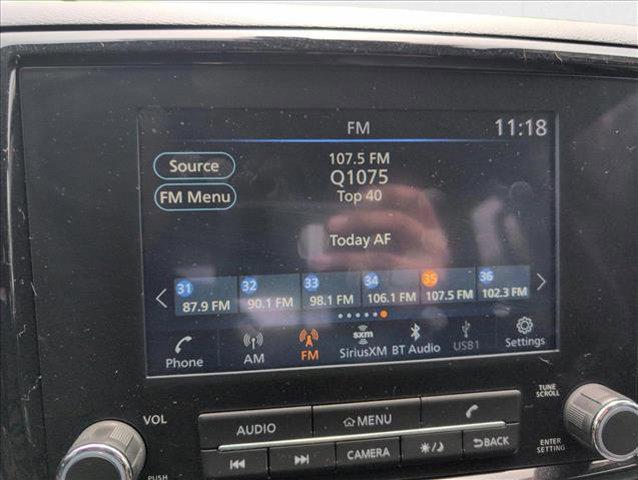 FM 11:18
Source
107.5 FM
Q1075
FM Menu
Top 40
Today AF
31 32 33 34 35 36
87.9 FM 90.1 FM 98.1 FM 106.1 FM 107.5 FM 102.3 FM
sxm
Phone AM FM SiriusXM BT Audio USB1 Settings
VOL
AUDIO MENU
TUNE
SCROLL
CAMERA BACK
ENTER
SETTING
PUSH